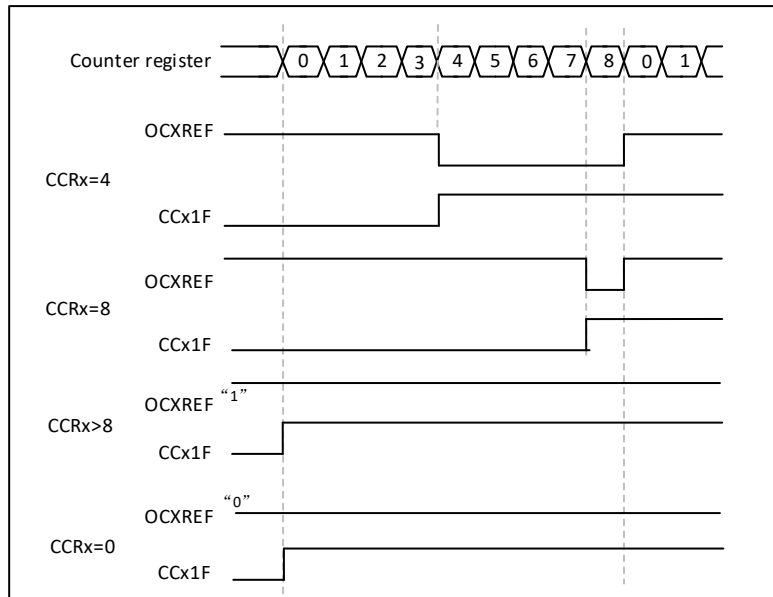 Counter register 0 1 2 3 4 5 6 7 8 0 1
OCXREF
CCRx=4
CCx1F
OCXREF
CCRx=8
CCx1F
OCXREF “1”
CCRx>8
CCx1F
“0”
OCXREF
CCRx=0
CCx1F